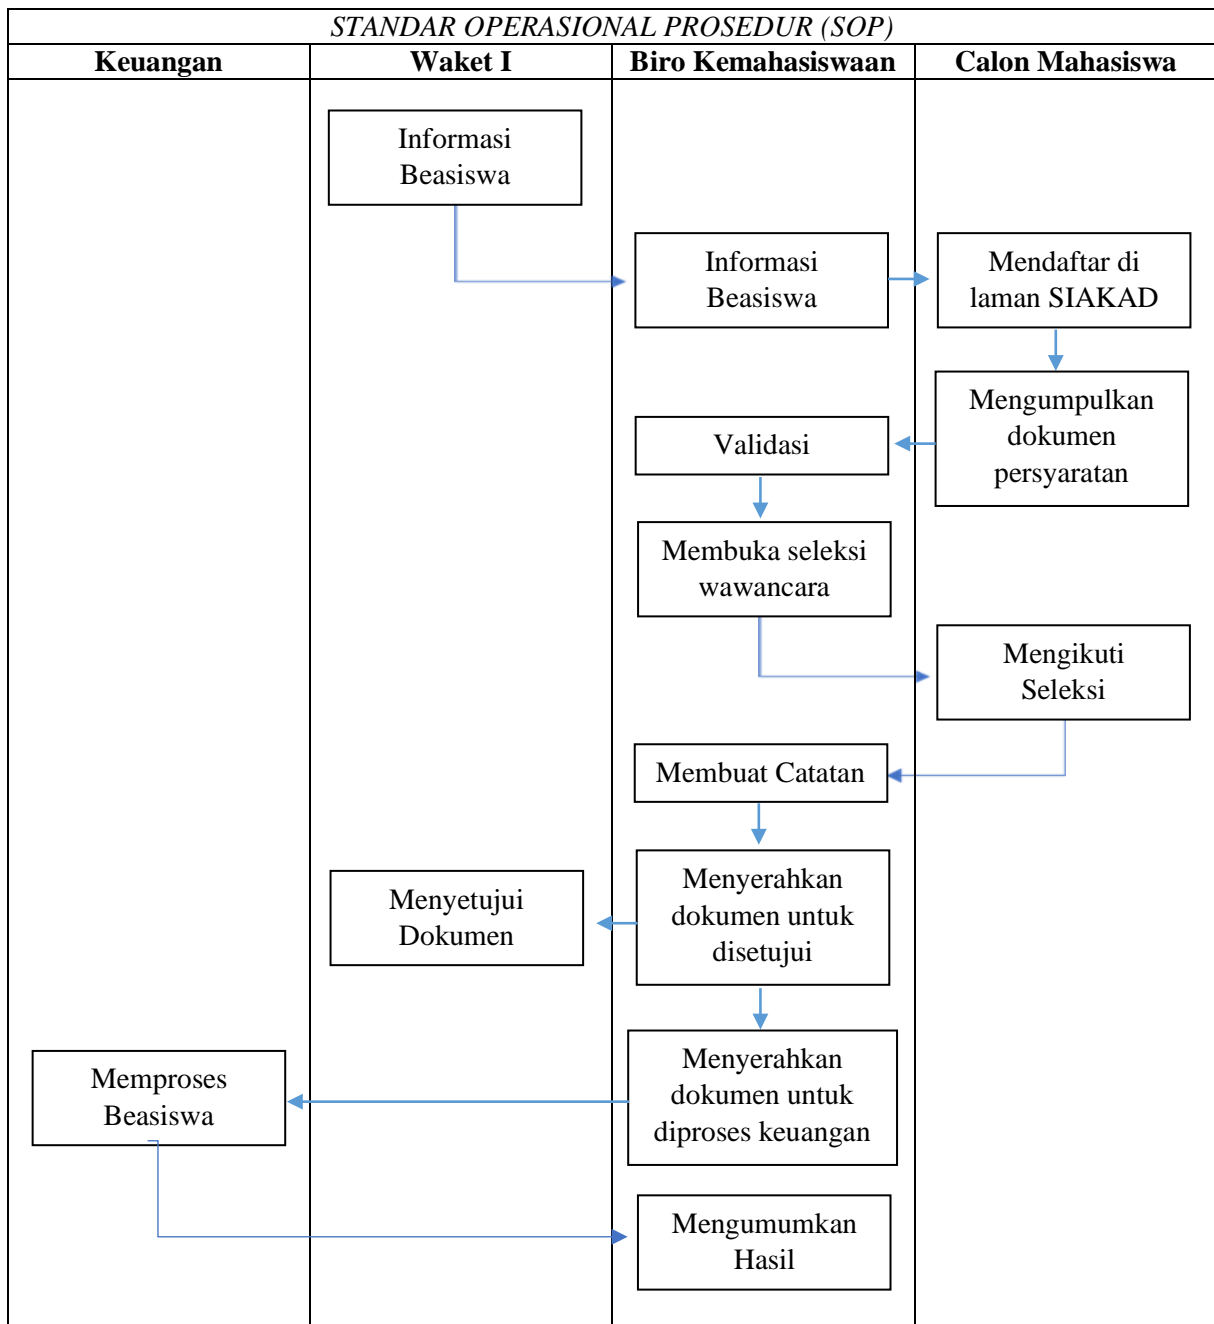 STANDAR OPERASIONAL PROSEDUR (SOP)
Keuangan
Waket I
Biro Kemahasiswaan
Calon Mahasiswa
Informasi
Beasiswa
Informasi
Beasiswa
Mendaftar di
laman SIAKAD
Mengumpulkan
dokumen
persyaratan
Validasi
Membuka seleksi
wawancara
Mengikuti
Seleksi
Membuat Catatan
Menyerahkan
dokumen untuk
disetujui
Menyetujui
Dokumen
Menyerahkan
dokumen untuk
diproses keuangan
Memproses
Beasiswa
Mengumumkan
Hasil